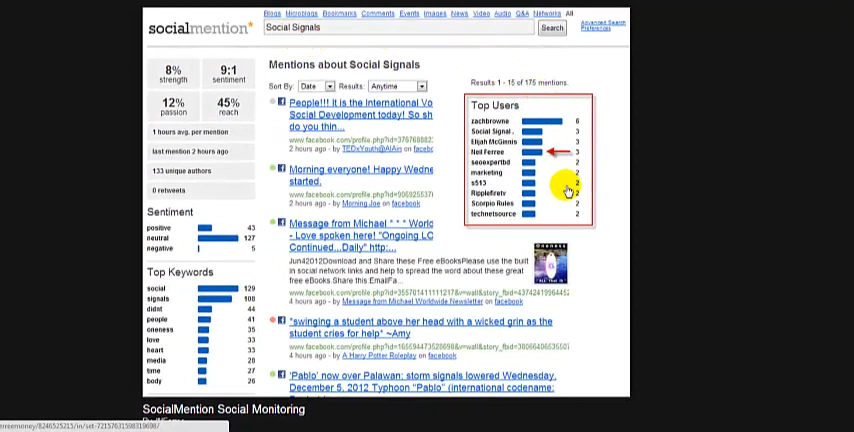 Blogs Microblogs Bookmarks Comments Events Images News Video Audio Q&A Networks All
socialmention*
Social Signals
Search
Advanced Search
Preferences
8%
strength
9:1
sentiment
12%
passion
45%
reach
1 hours avg. per mention
last mention 2 hours ago
133 unique authors
0 retweets
Sentiment
positive 43
neutral 127
negative 5
Top Keywords
social 129
signals 108
didnt 44
people 41
oneness 35
love 33
heart 33
media 28
time 27
body 26
Mentions about Social Signals
Sort By: Date Results: Anytime
Results 1 - 15 of 175 mentions.
People!!! It is the International Vo
Social Development today! So sh
do you thin...
2 hours ago - by TEDxYouth@AlAin on faceb
Morning everyone! Happy Wedne
started.
2 hours ago - by Morning Joe on facebook
Message from Michael * * * World
- Love spoken here! "Ongoing LO
Continued...Daily" http:...
Jun42012Download and Share these Free eBooksPlease use the built
in social network links and help to spread the word about these great
free eBooks.Share this EmailFa...
4 hours ago - by Message from Michael Worldwide Newsletter on facebook
*swinging a student above her head with a wicked grin as the
student cries for help* ~Amy
4 hours ago - by A Harry Potter Roleplay on facebook
'Pablo' now over Palawan; storm signals lowered Wednesday,
December 5, 2012 Typhoon "Pablo" (international codename:
Top Users
zachbrowne 6
Social Signal.. 3
Elijah McGinnis 3
Neil Ferree 3
seoexpertbd 2
marketing 2
s513 2
Ripplefiretv 2
Scorpio Rules 2
technetsource 2
ONENESS
SocialMention Social Monitoring